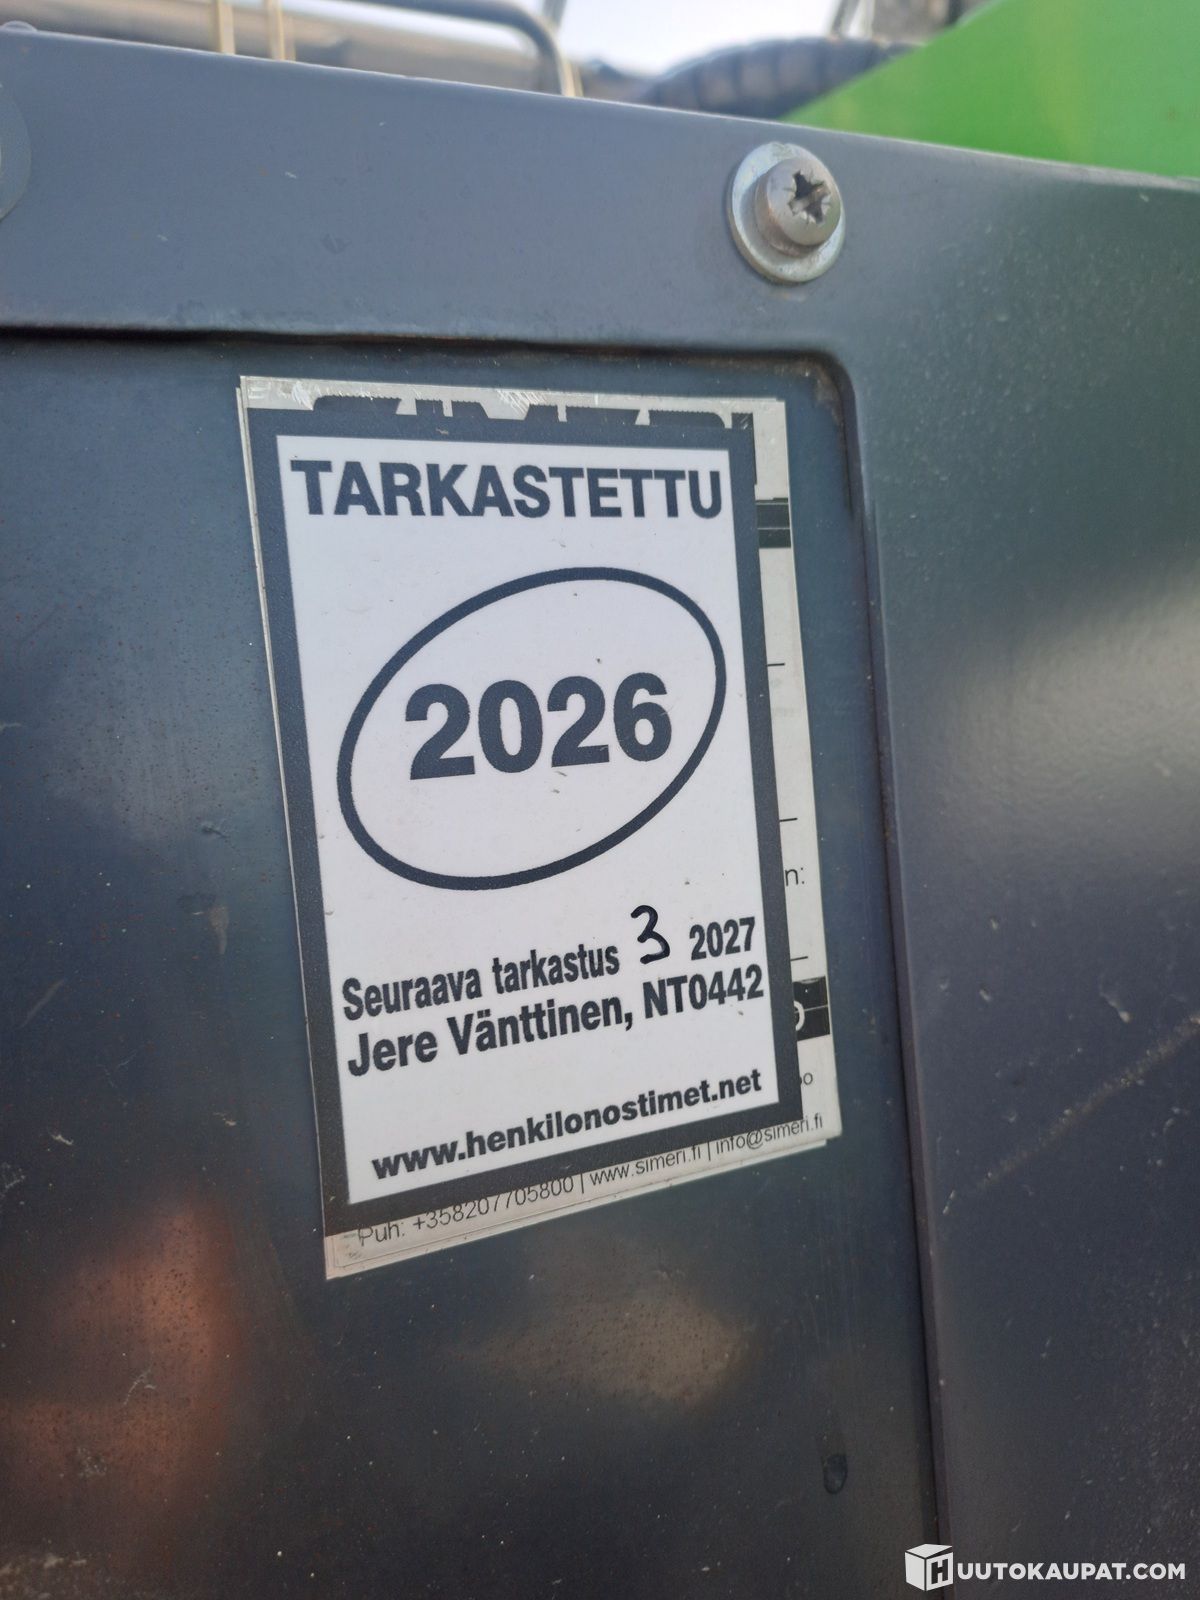 TARKASTETTU
2026
Seuraava tarkastus 3 2027
Jere Vänttinen, NT0442
www.henkilonostimet.net
n:
Puh: +358207705800 | www.simeri.fi | info@simeri.fi
HUUTOKAUPAT.COM